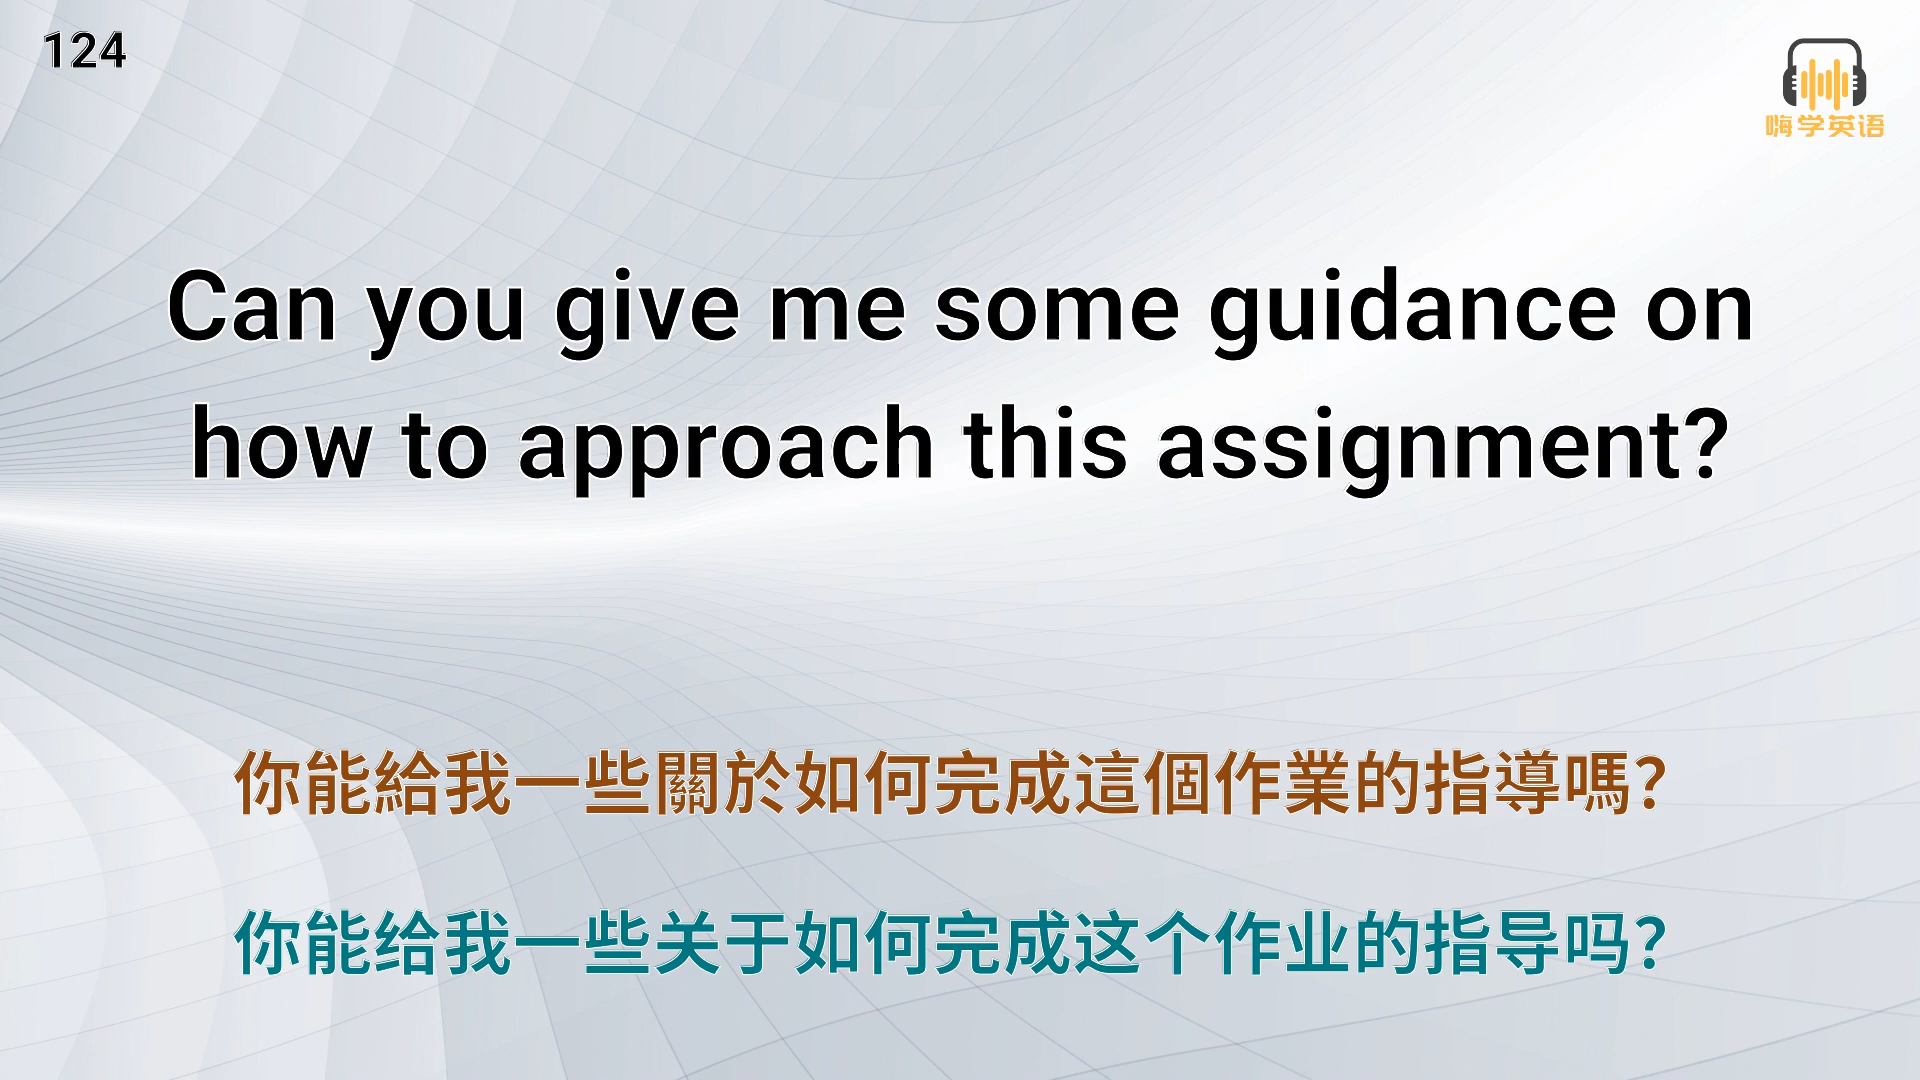 124
嗨学英语
Can you give me some guidance on
how to approach this assignment?
你能給我一些關於如何完成這個作業的指導嗎?
你能给我一些关于如何完成这个作业的指导吗?